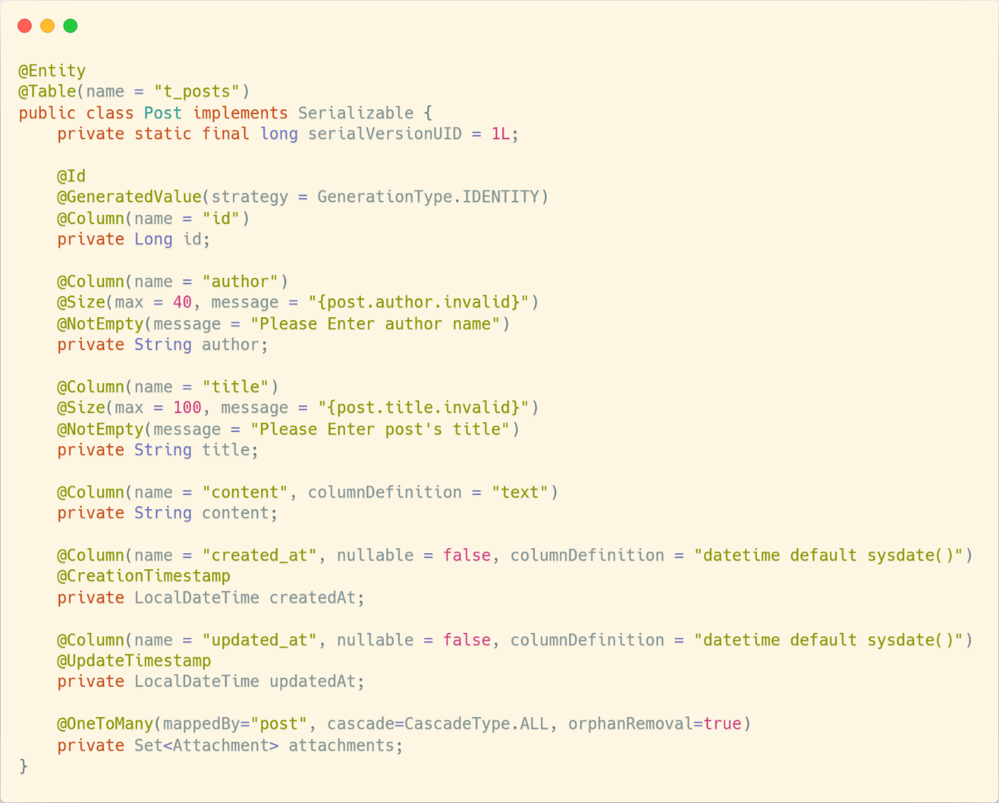 @Entity
@Table(name = "t_posts")
public class Post implements Serializable {
    private static final long serialVersionUID = 1L;

    @Id
    @GeneratedValue(strategy = GenerationType.IDENTITY)
    @Column(name = "id")
    private Long id;

    @Column(name = "author")
    @Size(max = 40, message = "{post.author.invalid}")
    @NotEmpty(message = "Please Enter author name")
    private String author;

    @Column(name = "title")
    @Size(max = 100, message = "{post.title.invalid}")
    @NotEmpty(message = "Please Enter post's title")
    private String title;

    @Column(name = "content", columnDefinition = "text")
    private String content;

    @Column(name = "created_at", nullable = false, columnDefinition = "datetime default sysdate()")
    @CreationTimestamp
    private LocalDateTime createdAt;

    @Column(name = "updated_at", nullable = false, columnDefinition = "datetime default sysdate()")
    @UpdateTimestamp
    private LocalDateTime updatedAt;

    @OneToMany(mappedBy="post", cascade=CascadeType.ALL, orphanRemoval=true)
    private Set<Attachment> attachments;
}